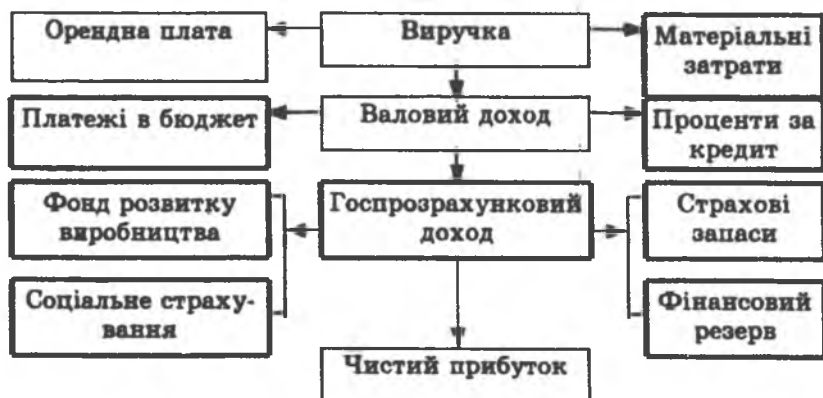 Орендна плата
Виручка
Матеріальні
затрати
Платежі в бюджет
Валовий доход
Проценти за
кредит
Фонд розвитку
виробництва
Госпрозрахунковий
доход
Страхові
запаси
Соціальне страху-
вання
Фінансовий
резерв
Чистий прибуток